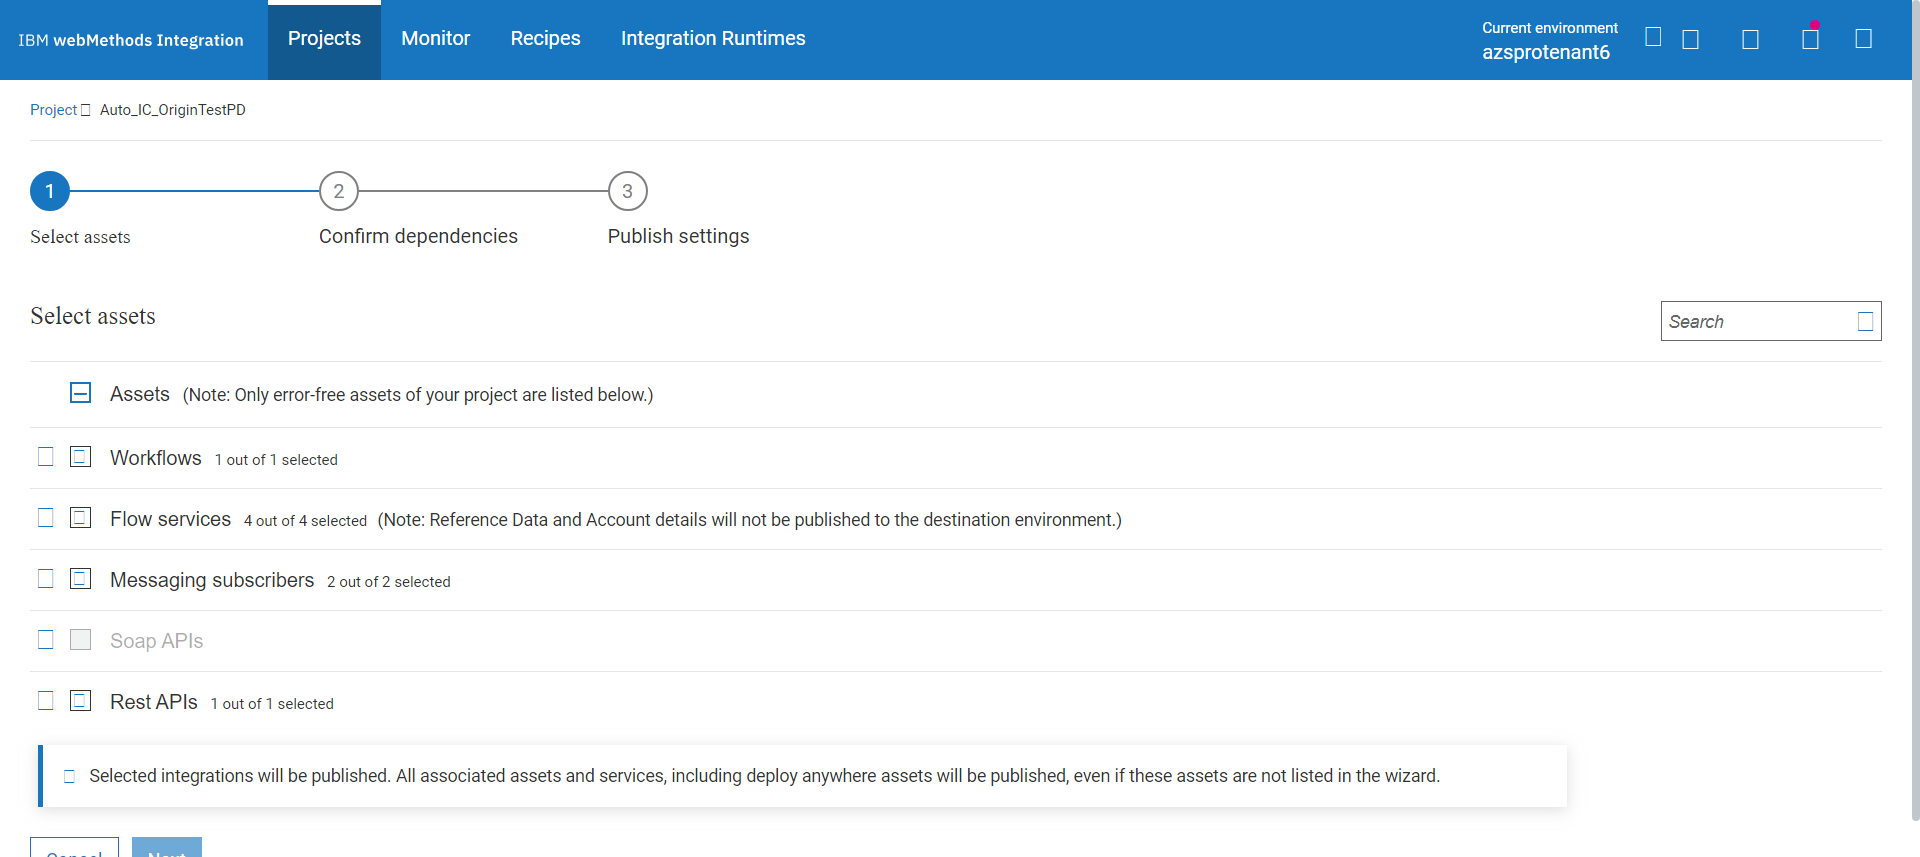 IBM webMethods Integration
Projects
Monitor
Recipes
Integration Runtimes
Current environment
azsprotenant6
Project Auto_IC_OriginTestPD
1
2
3
Select assets
Confirm dependencies
Publish settings
Select assets
Search
Assets (Note: Only error-free assets of your project are listed below.)
Workflows 1 out of 1 selected
Flow services 4 out of 4 selected (Note: Reference Data and Account details will not be published to the destination environment.)
Messaging subscribers 2 out of 2 selected
Soap APIs
Rest APIs 1 out of 1 selected
Selected integrations will be published. All associated assets and services, including deploy anywhere assets will be published, even if these assets are not listed in the wizard.
Cancel
Next